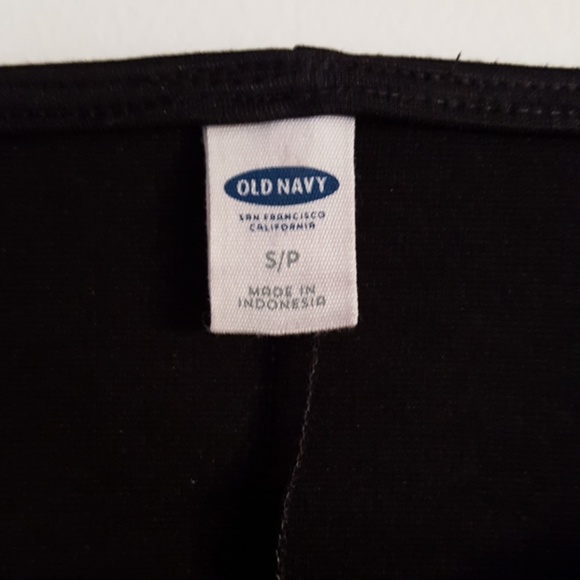 OLD NAVY
SAN FRANCISCO
CALIFORNIA
S/P
MADE IN
INDONESIA